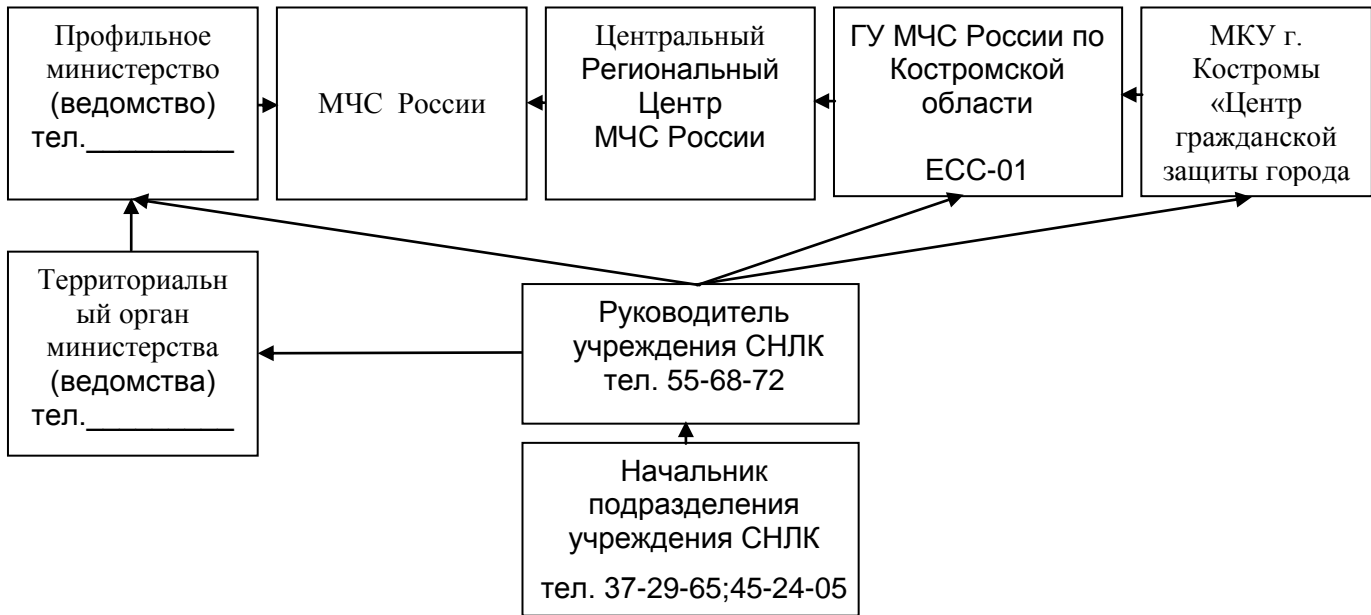 Профильное
министерство
(ведомство)
тел.__________
МЧС России
Центральный
Региональный
Центр
МЧС России
ГУ МЧС России по
Костромской
области
ЕСС-01
МКУ г.
Костромы
«Центр
гражданской
защиты города
Территориальн
ый орган
министерства
(ведомства)
тел.__________
Руководитель
учреждения СНЛК
тел. 55-68-72
Начальник
подразделения
учреждения СНЛК
тел. 37-29-65;45-24-05